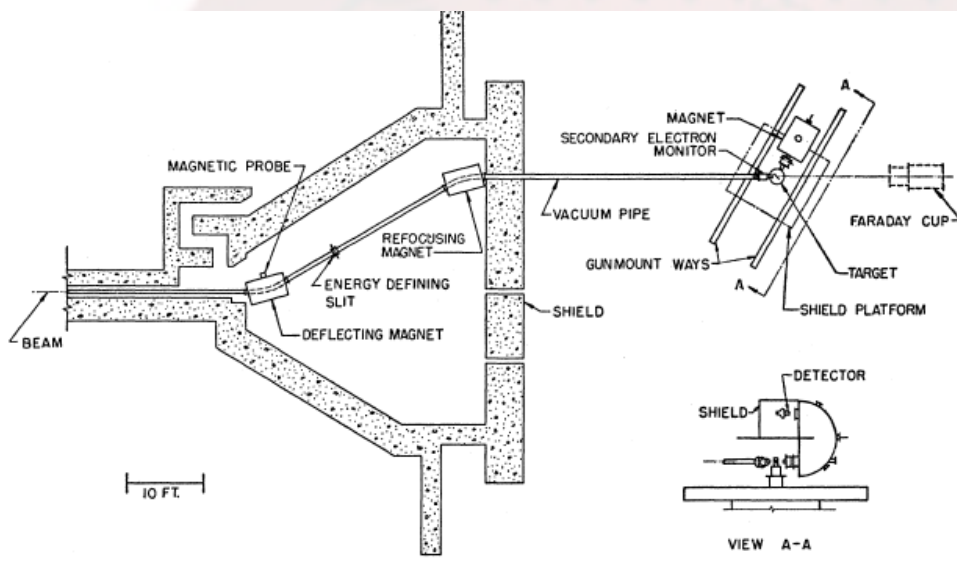 MAGNETIC PROBE
MAGNET
SECONDARY ELECTRON
MONITOR
A
VACUUM PIPE
FARADAY CUP
REFOCUSING
MAGNET
GUNMOUNT WAYS
TARGET
A
ENERGY DEFINING
SLIT
SHIELD
SHIELD PLATFORM
BEAM
DEFLECTING MAGNET
DETECTOR
SHIELD
10 FT.
VIEW A-A